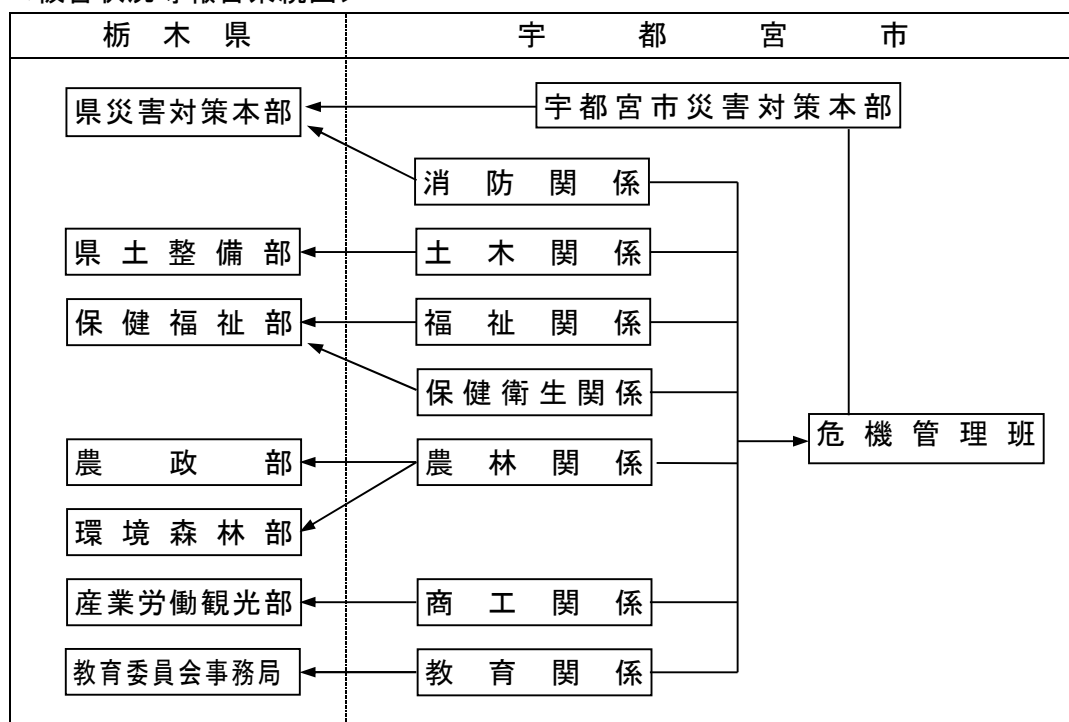 栃木県 宇都宮市
県災害対策本部 宇都宮市災害対策本部
消防関係
県土整備部 土木関係
保健福祉部 福祉関係
保健衛生関係
危機管理班
農政部 農林関係
環境森林部
産業労働観光部 商工関係
教育委員会事務局 教育関係